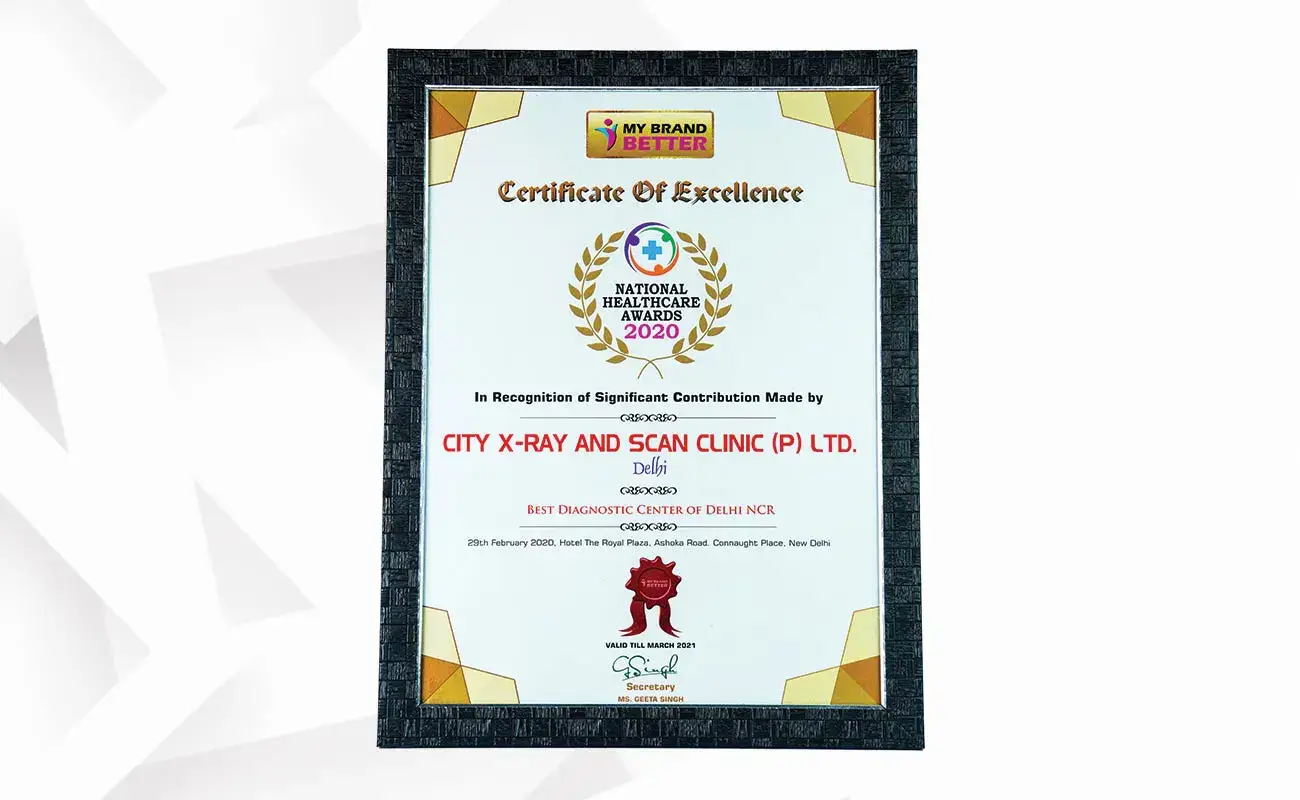 MY BRAND
BETTER
Certificate Of Excellence
NATIONAL
HEALTHCARE
AWARDS
2020
In Recognition of Significant Contribution Made by
CITY X-RAY AND SCAN CLINIC (P) LTD.
Delhi
BEST DIAGNOSTIC CENTER OF DELHI NCR
29th February 2020, Hotel The Royal Plaza, Ashoka Road. Connaught Place, New Delhi
MY BRAND
BETTER
VALID TILL MARCH 2021
GSingh
Secretary
MS. GEETA SINGH